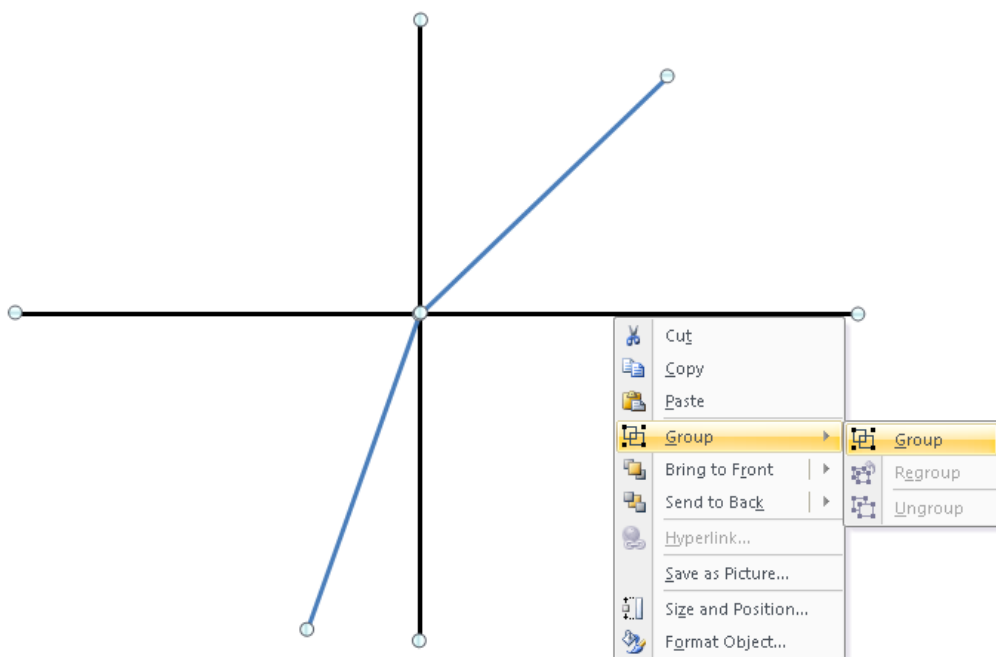 Cut
Copy
Paste
Group
Bring to Front
Send to Back
Hyperlink...
Save as Picture...
Size and Position...
Format Object...
Group
Regroup
Ungroup